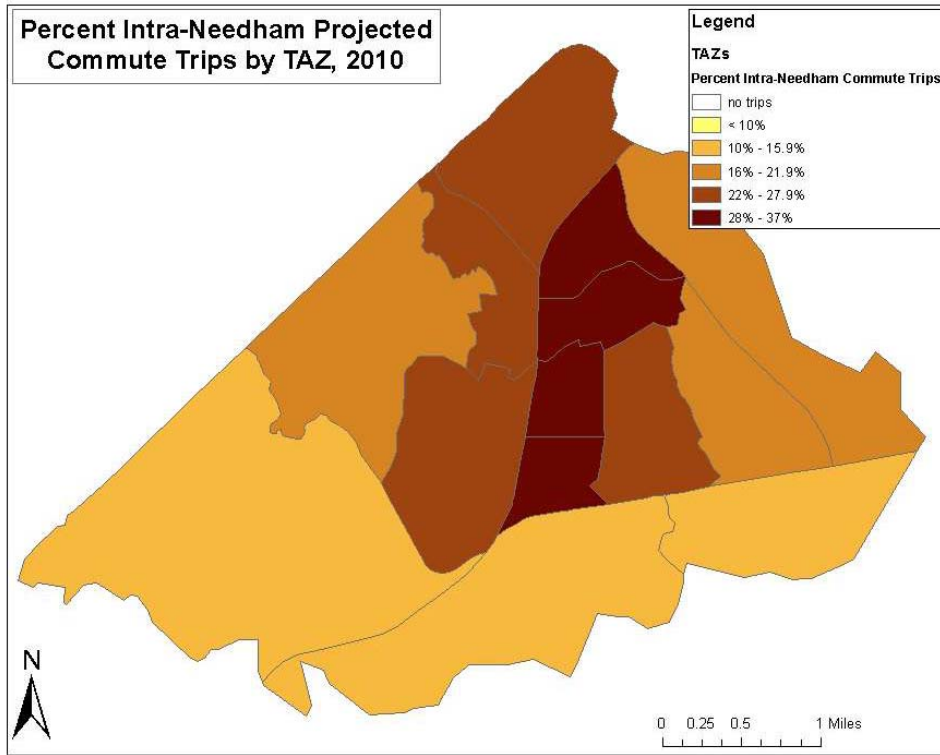 Percent Intra-Needham Projected
Commute Trips by TAZ, 2010
Legend
TAZs
Percent Intra-Needham Commute Trips
no trips
< 10%
10% - 15.9%
16% - 21.9%
22% - 27.9%
28% - 37%
N
0 0.25 0.5 1 Miles